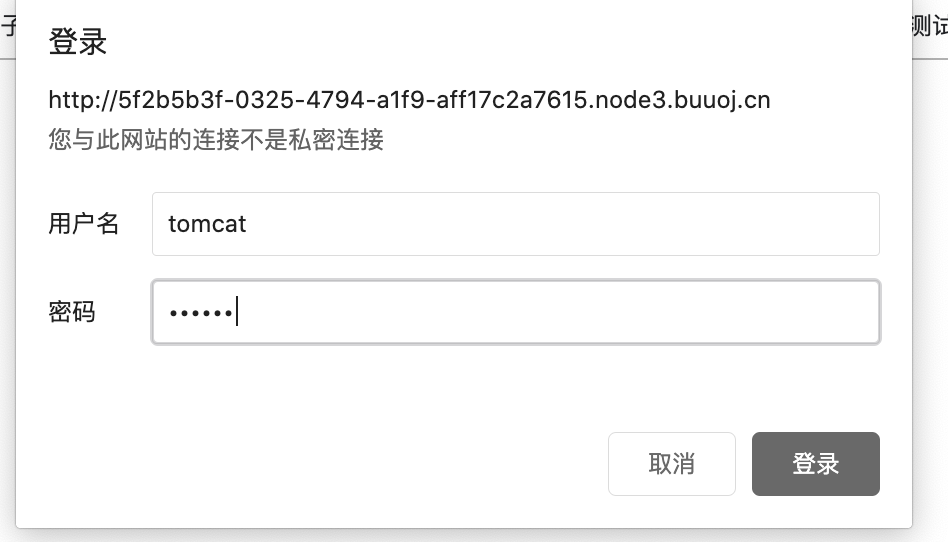 登录
http://5f2b5b3f-0325-4794-a1f9-aff17c2a7615.node3.buuoj.cn
您与此网站的连接不是私密连接
用户名 tomcat
密码 ••••••
取消 登录
测试